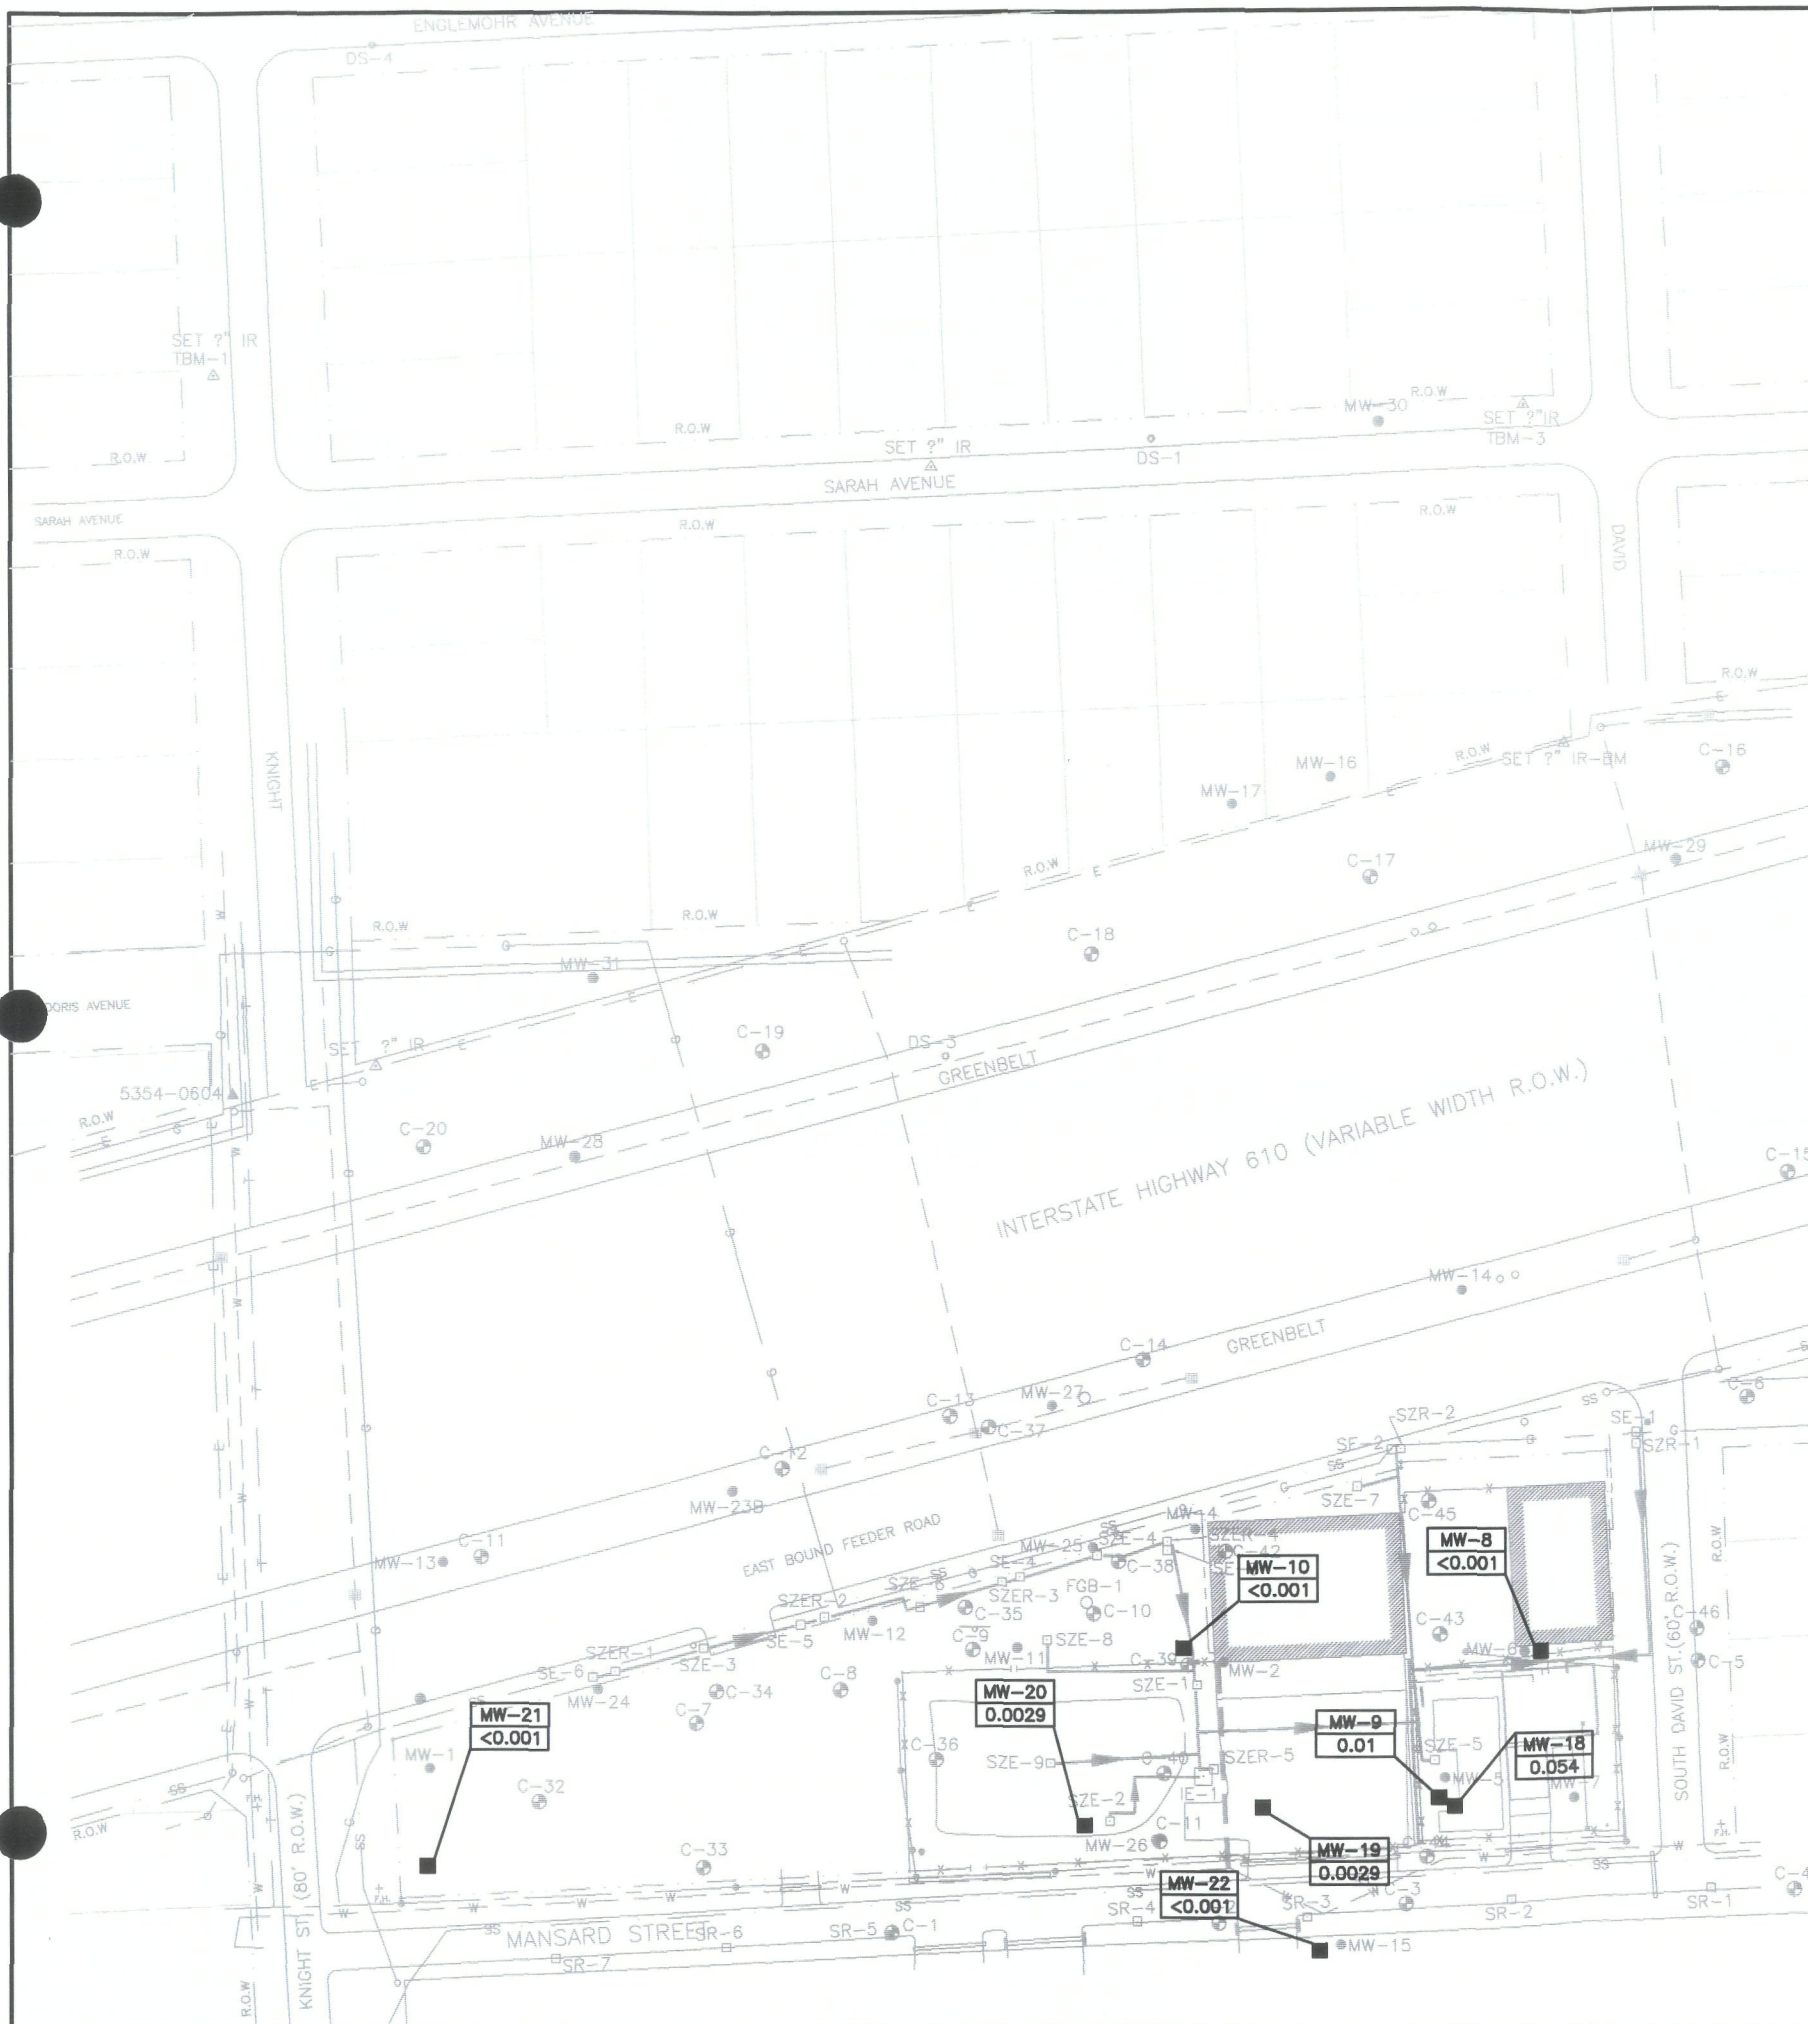 ENGLEMOHR AVENUE
DS-4
SET ?" IR
TBM-1
R.O.W
MW-30
R.O.W
SET ?"IR
TBM-3
R.O.W
SET ?" IR
DS-1
SARAH AVENUE
SARAH AVENUE
R.O.W
R.O.W
R.O.W
DAVID
R.O.W
KNIGHT
MW-16
MW-17
R.O.W
SET ?" IR-BM
C-16
R.O.W
C-17
MW-29
R.O.W
R.O.W
C-18
MW-31
DORIS AVENUE
C-19
DS-3
SET ?" IR
GREENBELT
5354-0604
R.O.W
C-20
MW-28
INTERSTATE HIGHWAY 610 (VARIABLE WIDTH R.O.W.)
C-15
MW-14
GREENBELT
C-14
C-13
MW-27
C-37
C-6
SZR-2
SE-1
SZR-1
SE-2
C-12
MW-23B
SZE-7
C-45
EAST BOUND FEEDER ROAD
MW-4
SZE-4
SZER-4
MW-25
C-42
C-38
C-11
MW-13
SE-4
SZER-3
FGB-1
C-10
MW-10
<0.001
MW-8
<0.001
R.O.W
SZER-2
C-35
C-46
C-43
SE-5
MW-12
C-9
SZE-8
MW-11
MW-6
SZER-1
SZE-3
SE-6
MW-24
C-8
C-39
MW-2
SZE-1
C-5
C-34
C-7
MW-20
0.0029
MW-21
<0.001
MW-9
0.01
MW-18
0.054
SOUTH DAVID ST.(60' R.O.W.)
R.O.W
MW-1
C-36
SZE-9
C-40
SZER-5
SZE-5
MW-5
MW-7
C-32
SZE-2
IE-1
F.H.
R.O.W
MW-26
C-11
F.H.
C-33
MW-19
0.0029
MW-22
<0.001
F.H.
KNIGHT ST. (80' R.O.W.)
SR-4
SR-3
C-3
SR-2
SR-1
C-4
MANSARD STREET
SR-6
SR-5
C-1
SR-7
MW-15
R.O.W